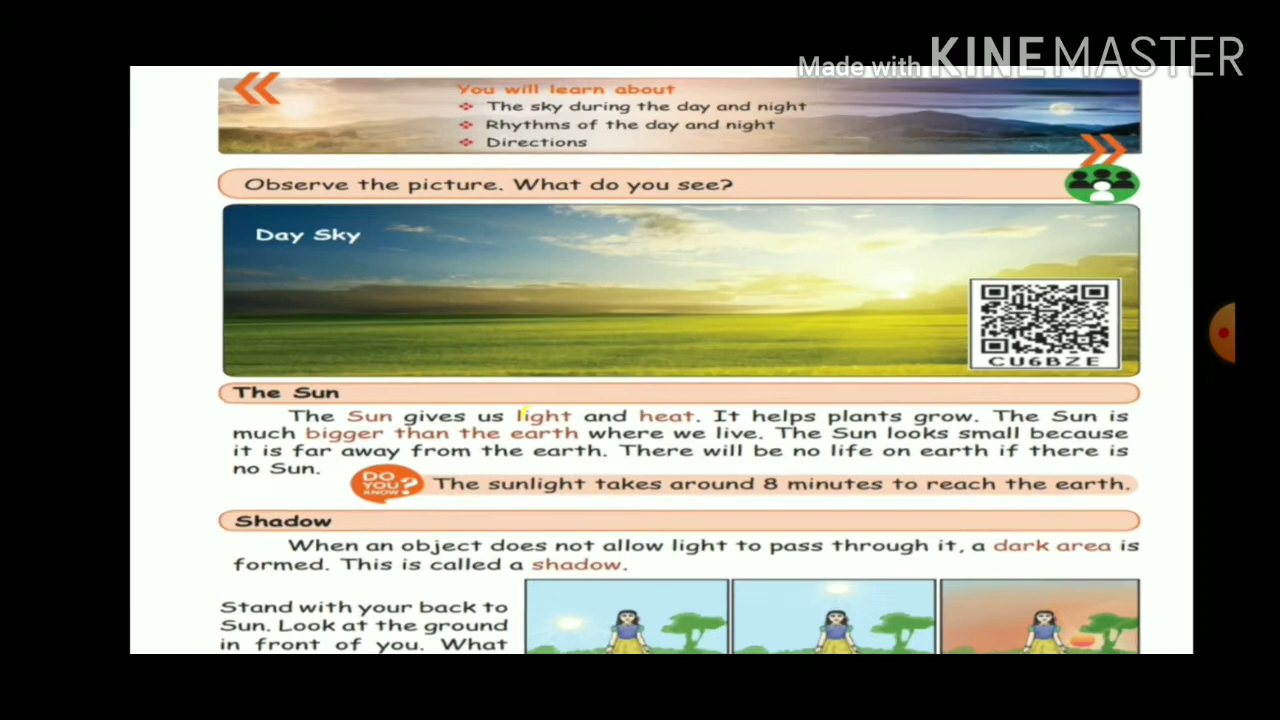 Made with KINEMASTER
You will learn about
The sky during the day and night
Rhythms of the day and night
Directions
Observe the picture. What do you see?
Day Sky
CU6BZE
The Sun
The Sun gives us light and heat. It helps plants grow. The Sun is
much bigger than the earth where we live. The Sun looks small because
it is far away from the earth. There will be no life on earth if there is
no Sun.
DO
YOU
KNOW?
The sunlight takes around 8 minutes to reach the earth.
Shadow
When an object does not allow light to pass through it, a dark area is
formed. This is called a shadow.
Stand with your back to
Sun. Look at the ground
in front of you. What